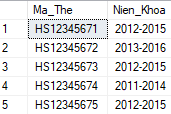 Ma_The Nien_Khoa
1 HS12345671 2012-2015
2 HS12345672 2013-2016
3 HS12345673 2012-2015
4 HS12345674 2011-2014
5 HS12345675 2012-2015